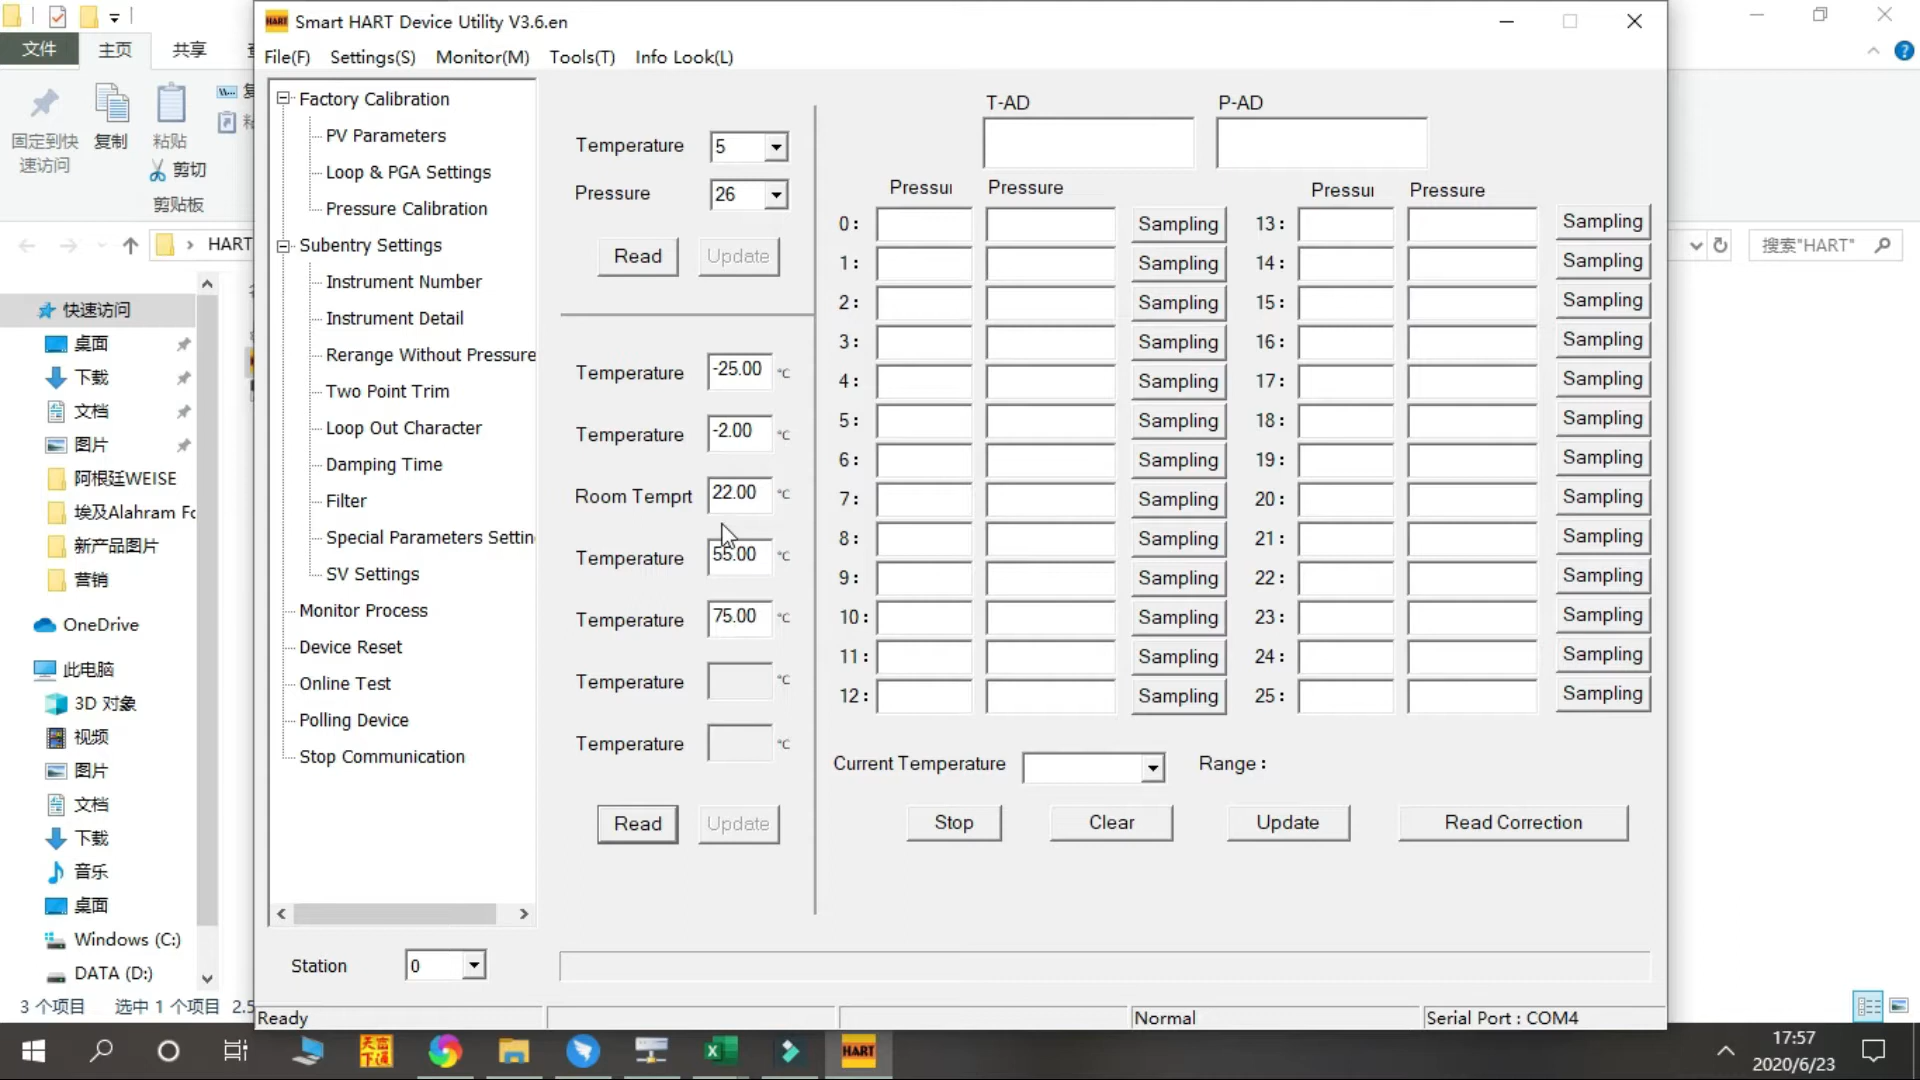 Smart HART Device Utility V3.6.en
File(F) Settings(S) Monitor(M) Tools(T) Info Look(L)
文件 主页 共享
固定到快
速访问
复制
粘贴
剪切
剪贴板
HART
搜索"HART"
快速访问
桌面
下载
文档
图片
阿根廷WEISE
埃及Alahram Fc
新产品图片
营销
OneDrive
此电脑
3D 对象
视频
图片
文档
下载
音乐
桌面
Windows (C:)
DATA (D:)
3 个项目 选中 1 个项目 2.5
Factory Calibration
PV Parameters
Loop & PGA Settings
Pressure Calibration
Subentry Settings
Instrument Number
Instrument Detail
Rerange Without Pressure
Two Point Trim
Loop Out Character
Damping Time
Filter
Special Parameters Settin
SV Settings
Monitor Process
Device Reset
Online Test
Polling Device
Stop Communication
Station 0
Temperature 5
Pressure 26
Read Update
Temperature -25.00 °C
Temperature -2.00 °C
Room Temprt 22.00 °C
Temperature 55.00 °C
Temperature 75.00 °C
Temperature °C
Temperature °C
Read Update
T-AD P-AD
Pressur Pressure Pressur Pressure
0: Sampling 13: Sampling
1: Sampling 14: Sampling
2: Sampling 15: Sampling
3: Sampling 16: Sampling
4: Sampling 17: Sampling
5: Sampling 18: Sampling
6: Sampling 19: Sampling
7: Sampling 20: Sampling
8: Sampling 21: Sampling
9: Sampling 22: Sampling
10: Sampling 23: Sampling
11: Sampling 24: Sampling
12: Sampling 25: Sampling
Current Temperature Range:
Stop Clear Update Read Correction
Ready Normal Serial Port : COM4
天富
下通
HART
17:57
2020/6/23